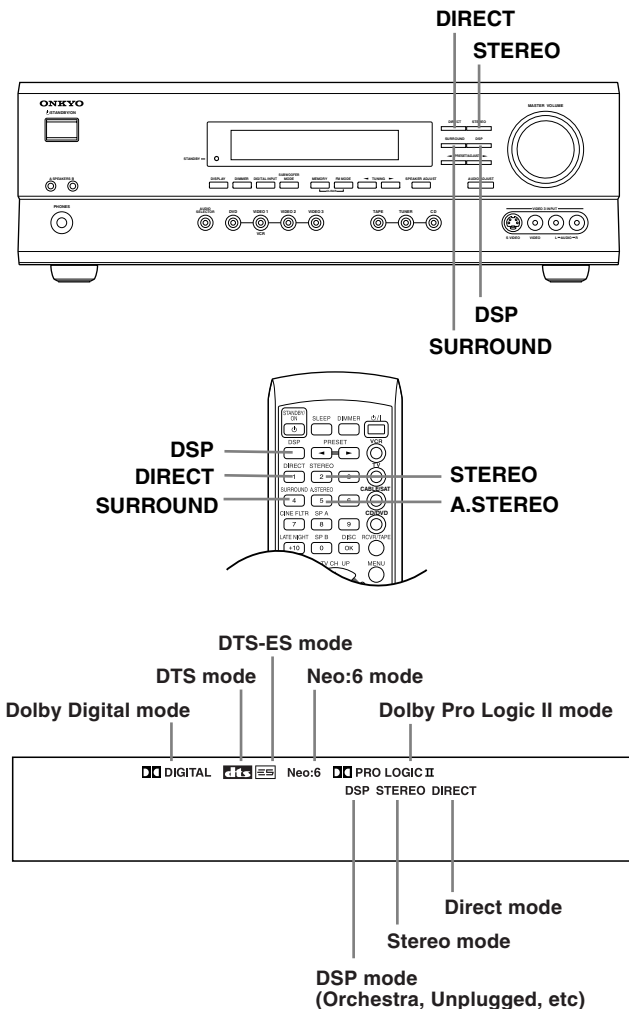 DIRECT
STEREO
ONKYO
STANDBY/ON
MASTER VOLUME
DIRECT STEREO
SURROUND DSP
STANDBY
A SPEAKERS B
DISPLAY DIMMER DIGITAL INPUT SUBWOOFER MODE MEMORY FM MODE TUNING SPEAKER ADJUST AUDIO ADJUST
PHONES
AUDIO SELECTOR DVD VIDEO 1 VIDEO 2 VIDEO 3 TAPE TUNER CD
VCR
VIDEO 3 INPUT
S VIDEO VIDEO L AUDIO R
DSP
SURROUND
STANDBY/ON SLEEP DIMMER
DSP PRESET VCR
DSP
DIRECT STEREO TV
DIRECT 1 2 STEREO
SURROUND A.STEREO CABLE/SAT
SURROUND 4 5 A.STEREO
CINE FLTR SP A CD/DVD
7 8 9
LATE NIGHT SP B DISC RCVR/TAPE
+10 0 OK
TV CH UP MENU
DTS-ES mode
DTS mode Neo:6 mode
Dolby Digital mode Dolby Pro Logic II mode
DIGITAL dts ES Neo:6 PRO LOGIC II
DSP STEREO DIRECT
Direct mode
Stereo mode
DSP mode
(Orchestra, Unplugged, etc)